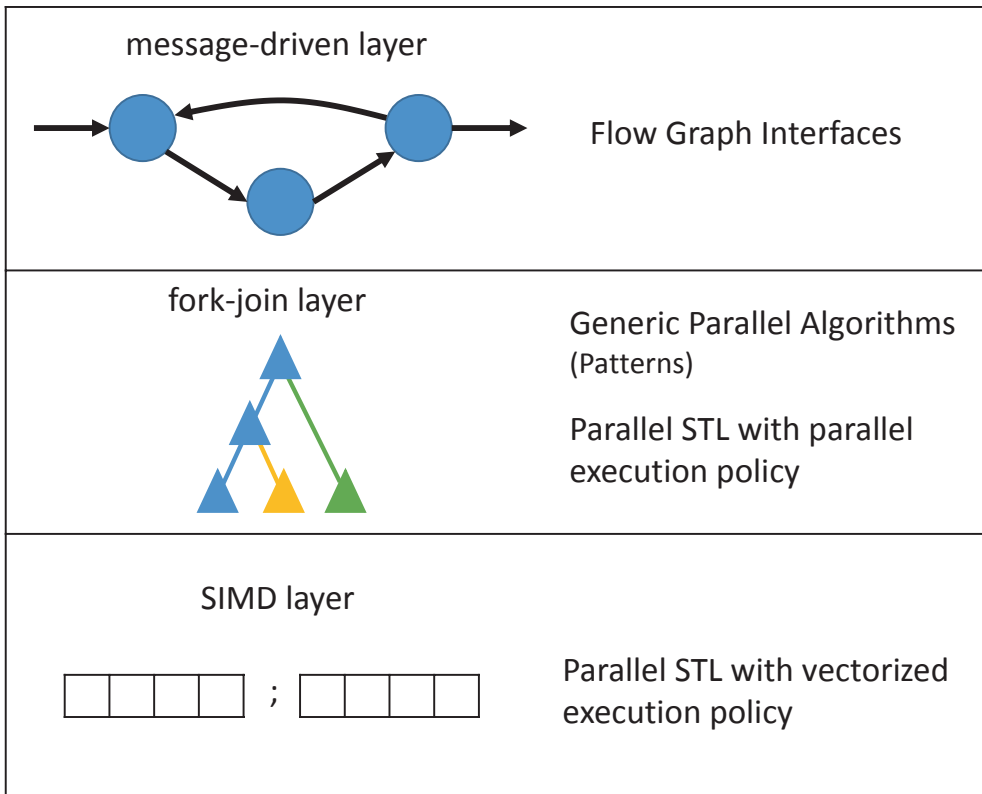 message-driven layer
Flow Graph Interfaces
fork-join layer
Generic Parallel Algorithms
(Patterns)
Parallel STL with parallel
execution policy
SIMD layer
;
Parallel STL with vectorized
execution policy